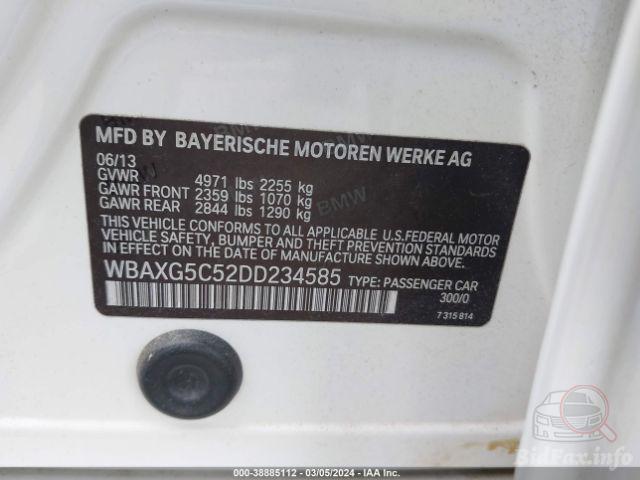 MFD BY BAYERISCHE MOTOREN WERKE AG
06/13
GVWR 4971 lbs 2255 kg
GAWR FRONT 2359 lbs 1070 kg
GAWR REAR 2844 lbs 1290 kg
THIS VEHICLE CONFORMS TO ALL APPLICABLE U.S.FEDERAL MOTOR
VEHICLE SAFETY, BUMPER AND THEFT PREVENTION STANDARDS
IN EFFECT ON THE DATE OF MANUFACTURE SHOWN ABOVE.
WBAXG5C52DD234585 TYPE: PASSENGER CAR
300/0
7 315 814
BMW
BidFax.info
© 2000 - 38885112 - 03/05/2024 - IAA Inc.